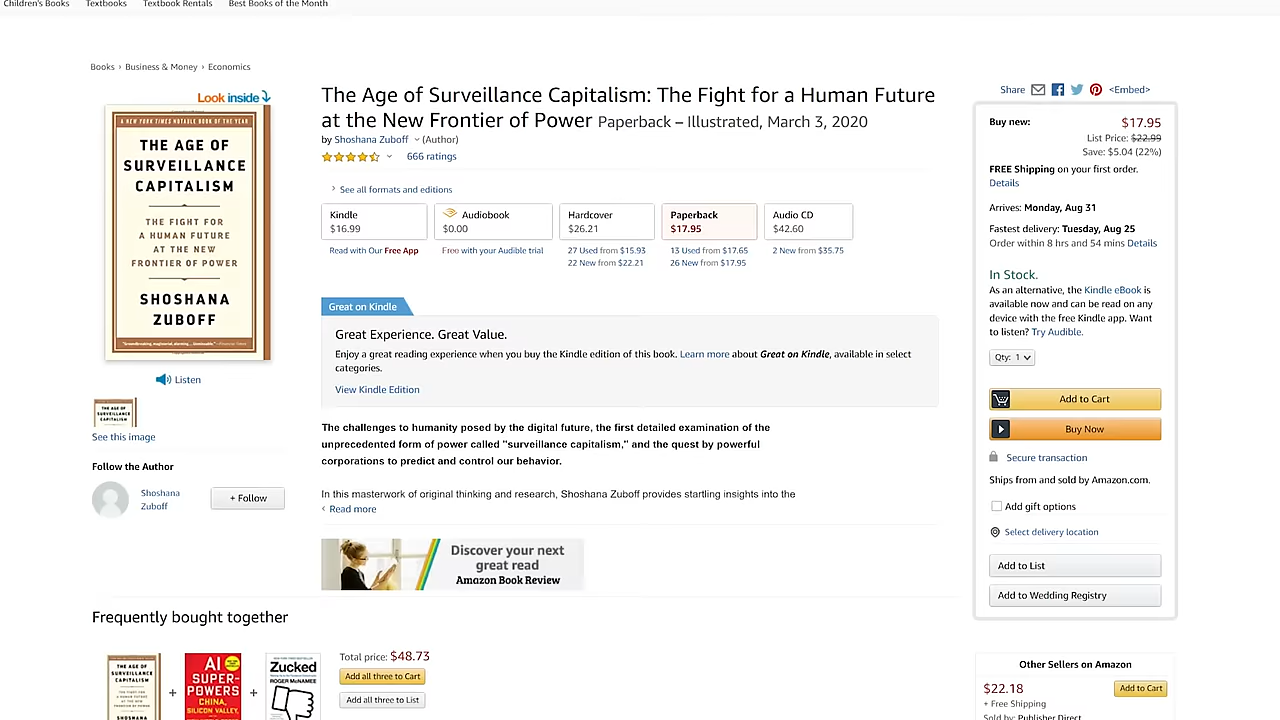 Children's Books Textbooks Textbook Rentals Best Books of the Month
Books › Business & Money › Economics
Look inside
A NEW YORK TIMES NOTABLE BOOK OF THE YEAR
THE AGE OF
SURVEILLANCE
CAPITALISM
THE FIGHT FOR
A HUMAN FUTURE
AT THE NEW
FRONTIER OF POWER
SHOSHANA
ZUBOFF
Listen
THE AGE OF
SURVEILLANCE
CAPITALISM
See this image
Follow the Author
Shoshana
Zuboff
+ Follow
The Age of Surveillance Capitalism: The Fight for a Human Future
at the New Frontier of Power Paperback – Illustrated, March 3, 2020
by Shoshana Zuboff (Author)
666 ratings
› See all formats and editions
Kindle
$16.99
Read with Our Free App
Audiobook
$0.00
Free with your Audible trial
Hardcover
$26.21
27 Used from $15.93
22 New from $22.21
Paperback
$17.95
13 Used from $17.65
26 New from $17.95
Audio CD
$42.60
2 New from $35.75
Great on Kindle
Great Experience. Great Value.
Enjoy a great reading experience when you buy the Kindle edition of this book. Learn more about Great on Kindle, available in select
categories.
View Kindle Edition
The challenges to humanity posed by the digital future, the first detailed examination of the
unprecedented form of power called "surveillance capitalism," and the quest by powerful
corporations to predict and control our behavior.
In this masterwork of original thinking and research, Shoshana Zuboff provides startling insights into the
‹ Read more
Discover your next
great read
Amazon Book Review
Share <Embed>
Buy new: $17.95
List Price: $22.99
Save: $5.04 (22%)
FREE Shipping on your first order.
Details
Arrives: Monday, Aug 31
Fastest delivery: Tuesday, Aug 25
Order within 8 hrs and 54 mins Details
In Stock.
As an alternative, the Kindle eBook is
available now and can be read on any
device with the free Kindle app. Want
to listen? Try Audible.
Qty: 1
Add to Cart
Buy Now
Secure transaction
Ships from and sold by Amazon.com.
Add gift options
Select delivery location
Add to List
Add to Wedding Registry
Frequently bought together
THE AGE OF
SURVEILLANCE
CAPITALISM
SHOSHANA
+
AI
SUPER-
POWERS
CHINA,
SILICON VALLEY,
+
Zucked
ROGER McNAMEE
Total price: $48.73
Add all three to Cart
Add all three to List
Other Sellers on Amazon
$22.18
Add to Cart
+ Free Shipping
Sold by: Publisher Direct